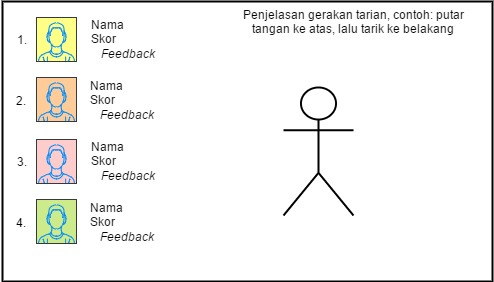 1.
Nama
Skor
Feedback
2.
Nama
Skor
Feedback
3.
Nama
Skor
Feedback
4.
Nama
Skor
Feedback
Penjelasan gerakan tarian, contoh: putar
tangan ke atas, lalu tarik ke belakang